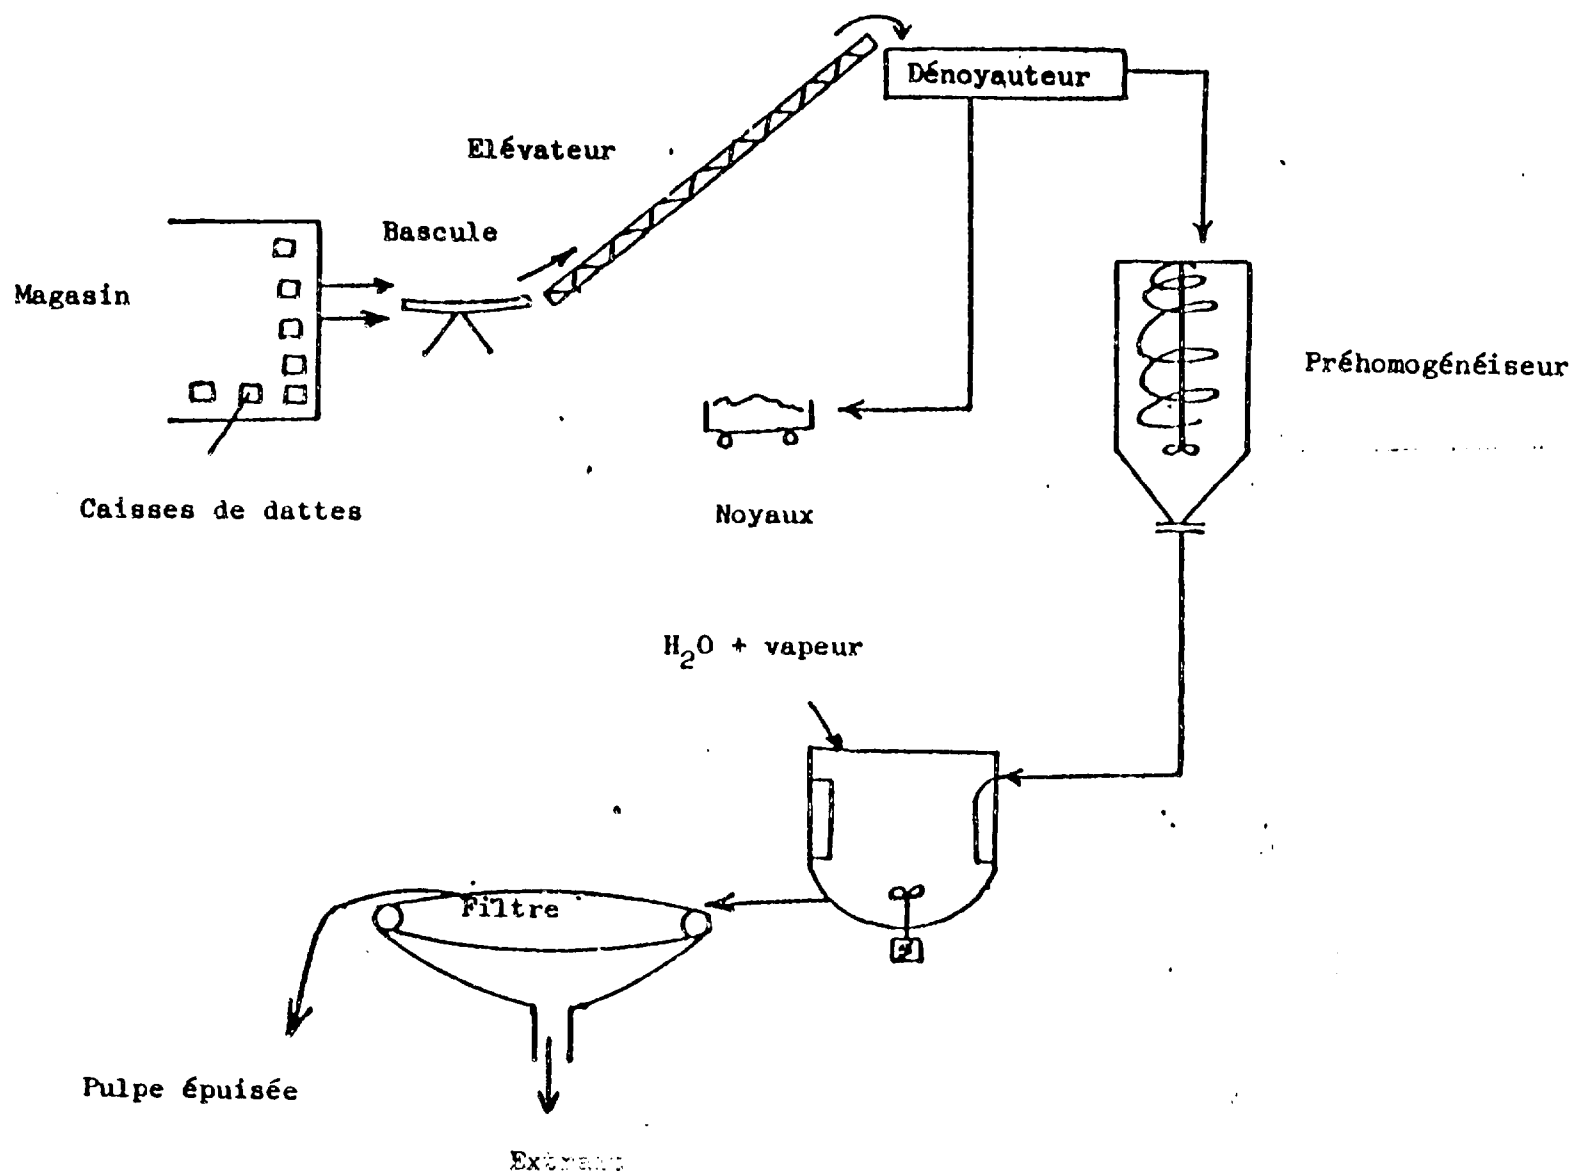 Dénoyauteur
Elévateur
Bascule
Magasin
Préhomogénéiseur
Caisses de dattes
Noyaux
H₂O + vapeur
Filtre
Pulpe épuisée